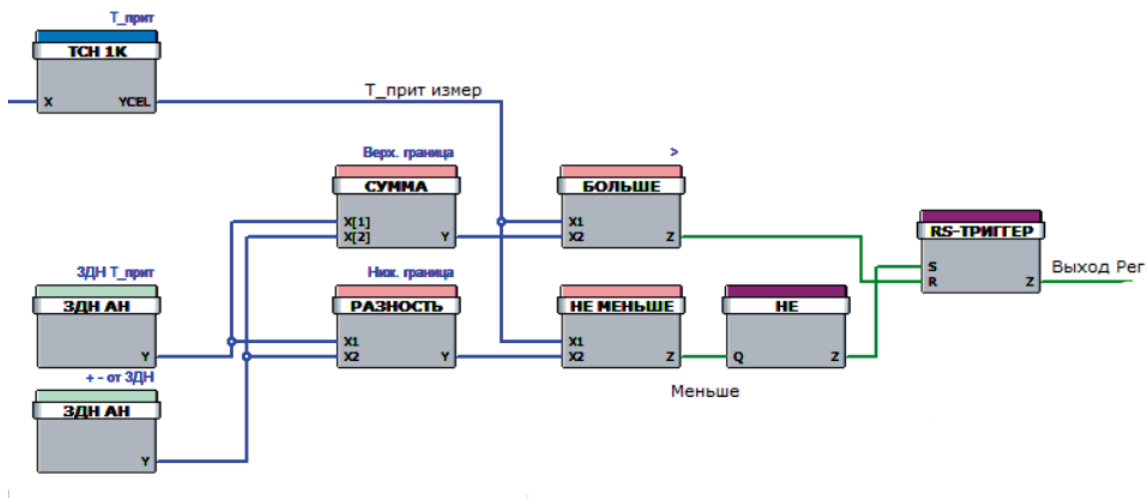 Т_прит
ТСН 1К
X YCEL
Т_прит измер
Верх. граница
СУММА
X[1]
X[2] Y
>
БОЛЬШЕ
X1
X2 Z
RS-ТРИГГЕР
S
R Z
Выход Рег
ЗДН Т_прит
ЗДН АН
Y
Ниж. граница
РАЗНОСТЬ
X1
X2 Y
НЕ МЕНЬШЕ
X1
X2 Z
НЕ
Q Z
Меньше
+ - от ЗДН
ЗДН АН
Y